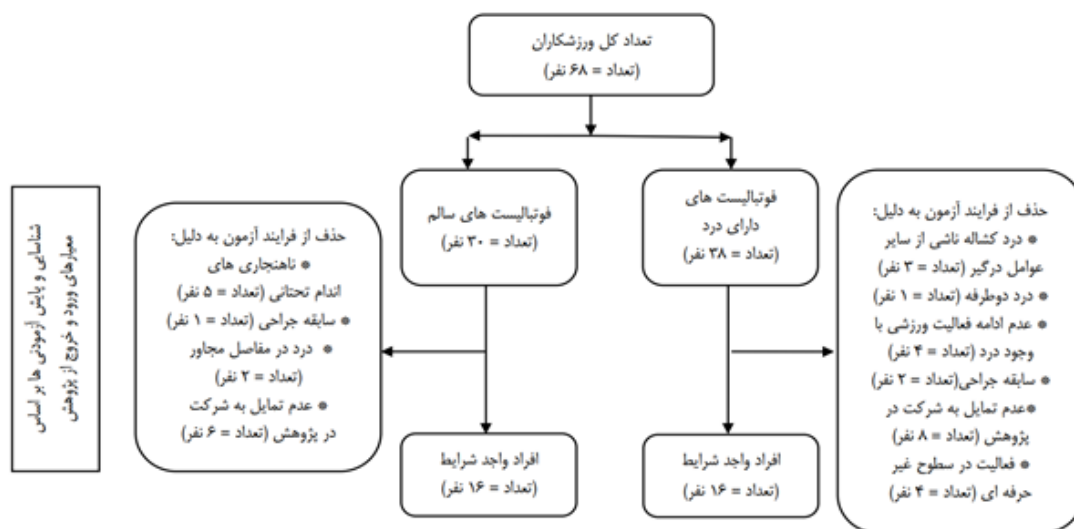 تعداد کل ورزشکاران
(تعداد = ۶۸ نفر)
فوتبالیست های
دارای درد
(تعداد = ۳۸ نفر)
فوتبالیست های سالم
(تعداد = ۳۰ نفر)
حذف از فرایند آزمون به دلیل:
● درد کشاله ناشی از سایر
عوامل درگیر (تعداد = ۳ نفر)
● درد دوطرفه (تعداد = ۱ نفر)
● عدم ادامه فعالیت ورزشی با
وجود درد (تعداد = ۴ نفر)
● سابقه جراحی(تعداد = ۲ نفر)
● عدم تمایل به شرکت در
پژوهش (تعداد = ۸ نفر)
● فعالیت در سطوح غیر
حرفه ای (تعداد = ۴ نفر)
حذف از فرایند آزمون به دلیل:
● ناهنجاری های
اندام تحتانی (تعداد = ۵ نفر)
● سابقه جراحی (تعداد = ۱ نفر)
● درد در مفاصل مجاور
(تعداد = ۲ نفر)
● عدم تمایل به شرکت
در پژوهش (تعداد = ۶ نفر)
افراد واجد شرایط
(تعداد = ۱۶ نفر)
افراد واجد شرایط
(تعداد = ۱۶ نفر)
شناسایی و پایش آزمودنی ها بر اساس
معیارهای ورود و خروج از پژوهش